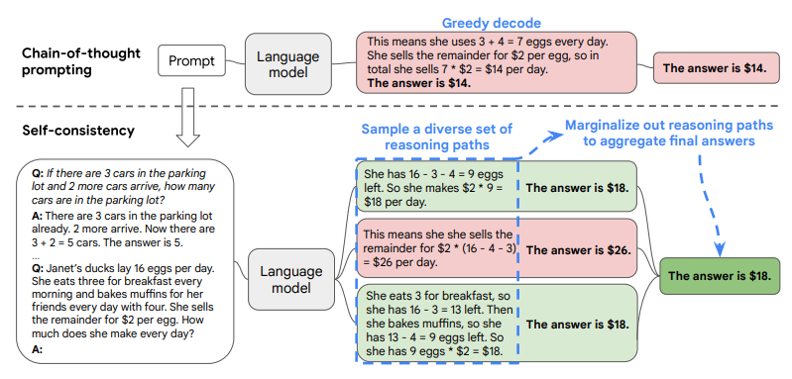 Greedy decode
Chain-of-thought
prompting
Prompt
Language
model
This means she uses 3 + 4 = 7 eggs every day.
She sells the remainder for $2 per egg, so in
total she sells 7 * $2 = $14 per day.
The answer is $14.
The answer is $14.
Self-consistency
Sample a diverse set of
reasoning paths
Marginalize out reasoning paths
to aggregate final answers
Q: If there are 3 cars in the parking
lot and 2 more cars arrive, how many
cars are in the parking lot?
A: There are 3 cars in the parking lot
already. 2 more arrive. Now there are
3 + 2 = 5 cars. The answer is 5.
...
Q: Janet's ducks lay 16 eggs per day.
She eats three for breakfast every
morning and bakes muffins for her
friends every day with four. She sells
the remainder for $2 per egg. How
much does she make every day?
A:
Language
model
She has 16 - 3 - 4 = 9 eggs
left. So she makes $2 * 9 =
$18 per day.
The answer is $18.
This means she she sells the
remainder for $2 * (16 - 4 - 3)
= $26 per day.
The answer is $26.
She eats 3 for breakfast, so
she has 16 - 3 = 13 left. Then
she bakes muffins, so she
has 13 - 4 = 9 eggs left. So
she has 9 eggs * $2 = $18.
The answer is $18.
The answer is $18.